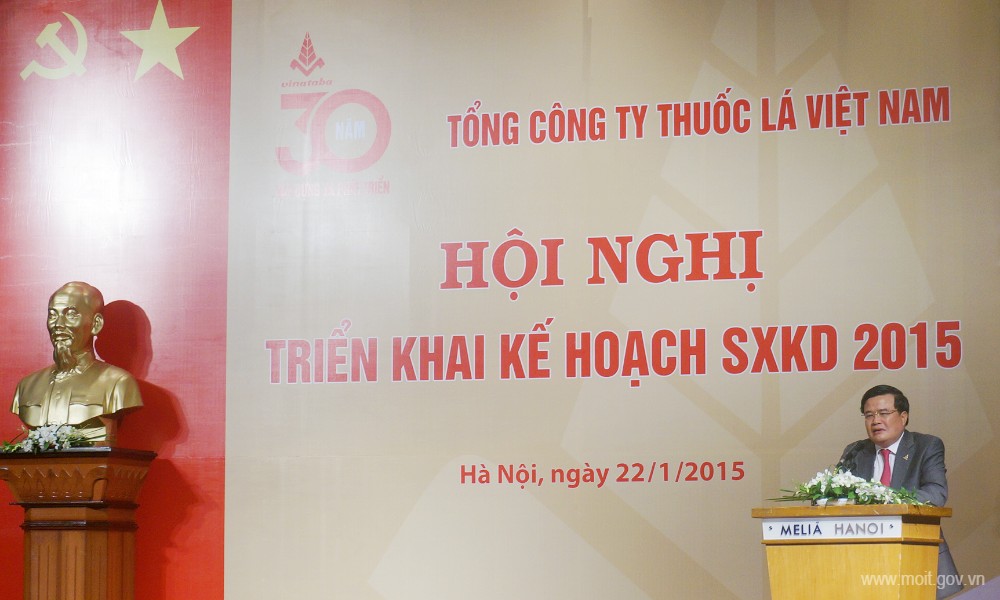 vinataba
30
NĂM
TỔNG CÔNG TY THUỐC LÁ VIỆT NAM
HỘI NGHỊ
TRIỂN KHAI KẾ HOẠCH SXKD 2015
Hà Nội, ngày 22/1/2015
MELIÃ HANOI
www.moit.gov.vn